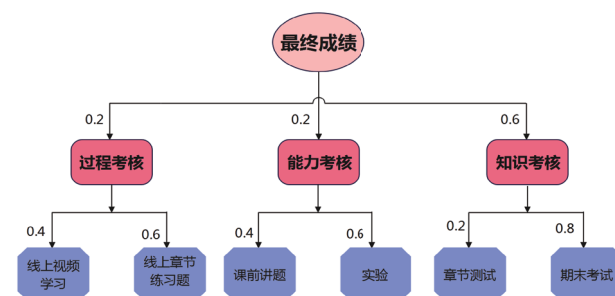 最终成绩
0.2
0.2
0.6
过程考核
能力考核
知识考核
0.4
0.6
0.4
0.6
0.2
0.8
线上视频
学习
线上章节
练习题
课前讲题
实验
章节测试
期末考试